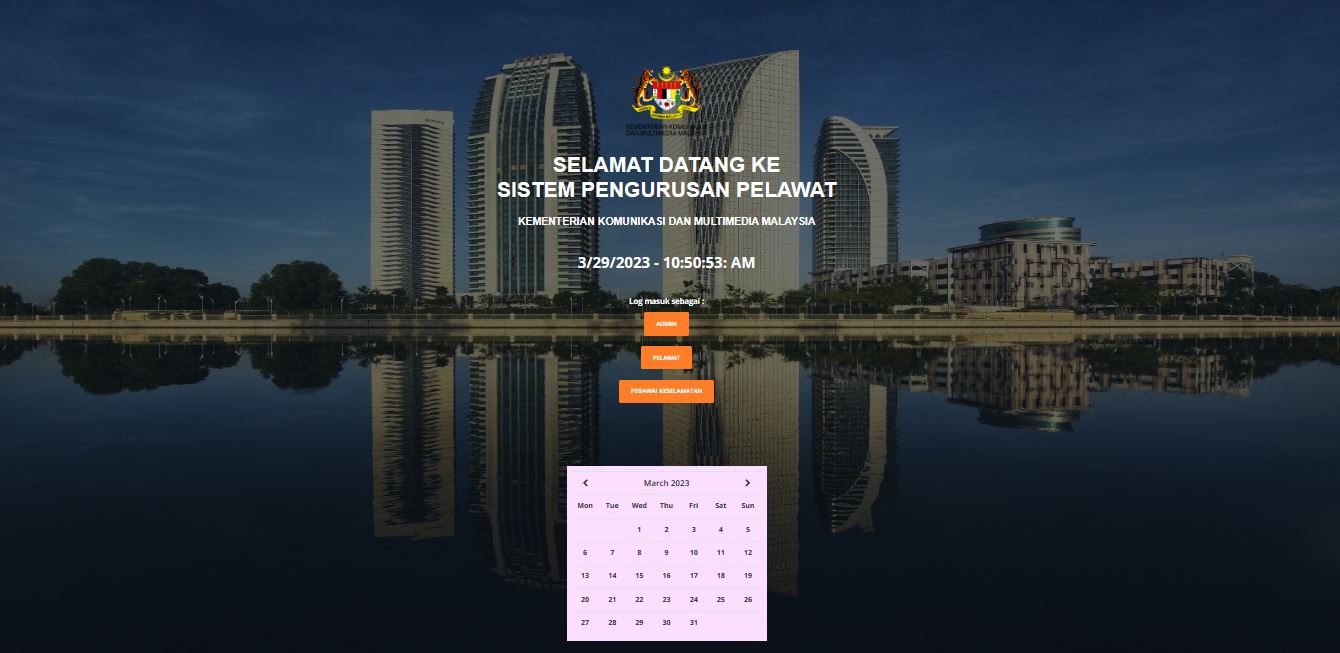 KEMENTERIAN KOMUNIKASI
DAN MULTIMEDIA MALAYSIA
SELAMAT DATANG KE
SISTEM PENGURUSAN PELAWAT
KEMENTERIAN KOMUNIKASI DAN MULTIMEDIA MALAYSIA
3/29/2023 - 10:50:53: AM
Log masuk sebagai :
ADMIN
PELAWAT
PEGAWAI KESELAMATAN
March 2023
Mon Tue Wed Thu Fri Sat Sun
1 2 3 4 5
6 7 8 9 10 11 12
13 14 15 16 17 18 19
20 21 22 23 24 25 26
27 28 29 30 31